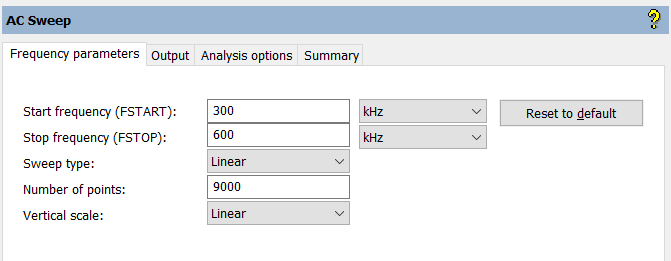 AC Sweep
Frequency parameters Output Analysis options Summary
Start frequency (FSTART): 300 kHz Reset to default
Stop frequency (FSTOP): 600 kHz
Sweep type: Linear
Number of points: 9000
Vertical scale: Linear